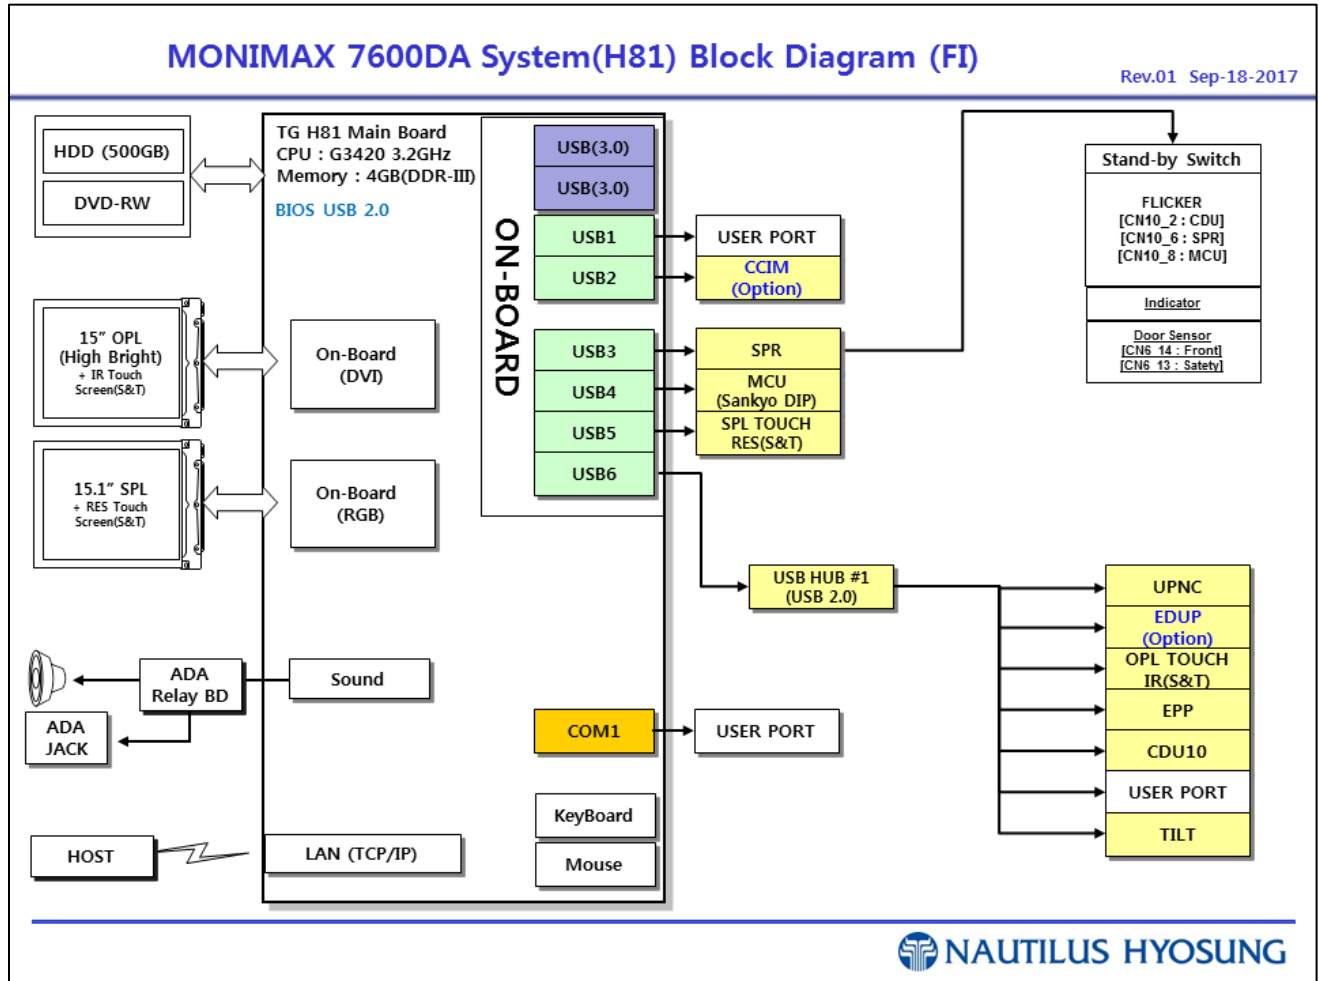 MONIMAX 7600DA System(H81) Block Diagram (FI)
Rev.01 Sep-18-2017
HDD (500GB)
DVD-RW
TG H81 Main Board
CPU : G3420 3.2GHz
Memory : 4GB(DDR-III)
BIOS USB 2.0
ON-BOARD
USB(3.0)
USB(3.0)
USB1
USB2
USB3
USB4
USB5
USB6
USER PORT
CCIM
(Option)
SPR
MCU
(Sankyo DIP)
SPL TOUCH
RES(S&T)
Stand-by Switch
FLICKER
[CN10_2 : CDU]
[CN10_6 : SPR]
[CN10_8 : MCU]
Indicator
Door Sensor
[CN6_14 : Front]
[CN6_13 : Satety]
15” OPL
(High Bright)
+ IR Touch
Screen(S&T)
On-Board
(DVI)
15.1” SPL
+ RES Touch
Screen(S&T)
On-Board
(RGB)
USB HUB #1
(USB 2.0)
UPNC
EDUP
(Option)
OPL TOUCH
IR(S&T)
EPP
CDU10
USER PORT
TILT
ADA
Relay BD
Sound
ADA
JACK
COM1
USER PORT
KeyBoard
Mouse
HOST
LAN (TCP/IP)
NAUTILUS HYOSUNG